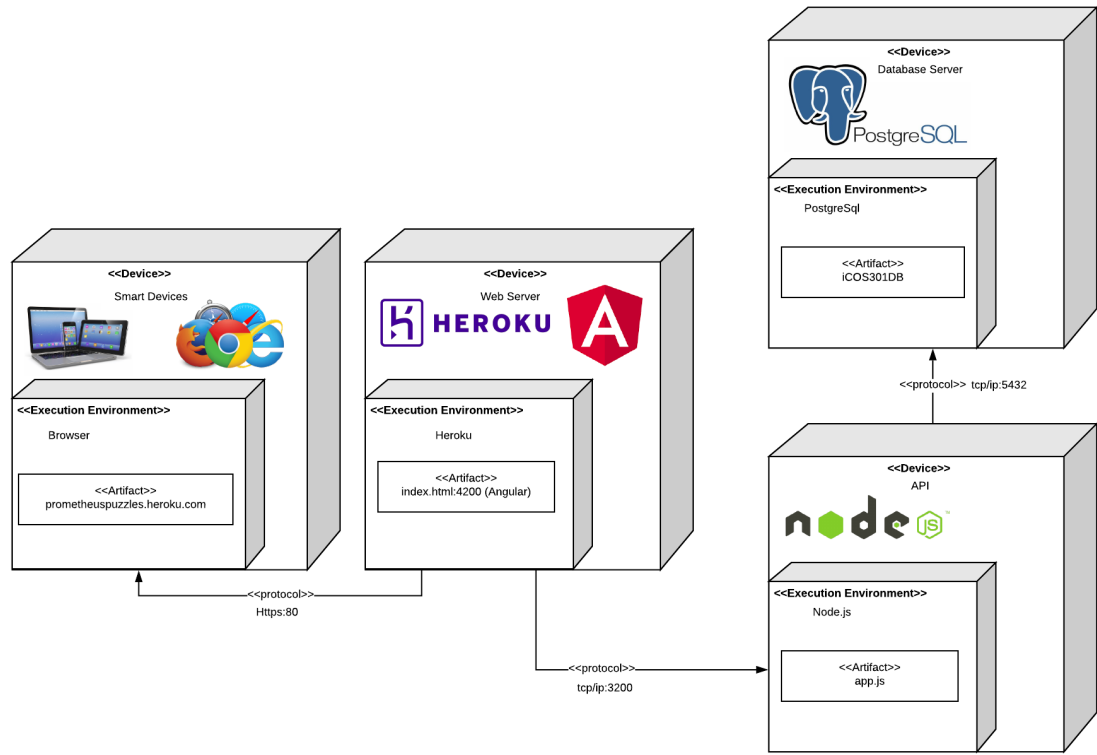 <<Device>>
Smart Devices
<<Execution Environment>>
Browser
<<Artifact>>
prometheuspuzzles.heroku.com
<<Device>>
Web Server
HEROKU
A
<<Execution Environment>>
Heroku
<<Artifact>>
index.html:4200 (Angular)
<<protocol>>
Https:80
<<protocol>>
tcp/ip:3200
<<Device>>
Database Server
PostgreSQL
<<Execution Environment>>
PostgreSql
<<Artifact>>
iCOS301DB
<<protocol>> tcp/ip:5432
<<Device>>
API
node JS™
<<Execution Environment>>
Node.js
<<Artifact>>
app.js